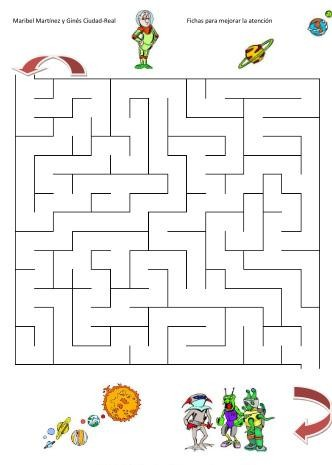 Maribel Martínez y Ginés Ciudad-Real
Fichas para mejorar la atención